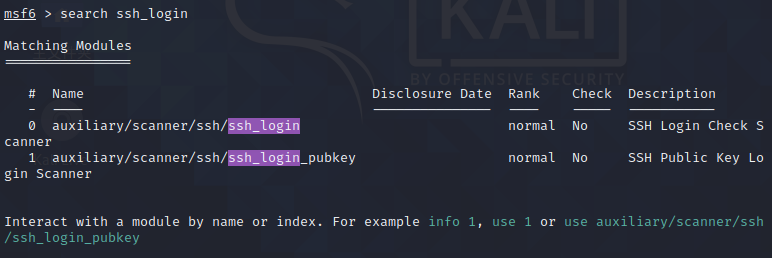 msf6 > search ssh_login
KALI
Matching Modules
================
BY OFFENSIVE SECURITY
# Name Disclosure Date Rank Check Description
- ---- --------------- ---- ----- -----------
0 auxiliary/scanner/ssh/ssh_login normal No SSH Login Check S
canner
1 auxiliary/scanner/ssh/ssh_login_pubkey normal No SSH Public Key Lo
gin Scanner
Interact with a module by name or index. For example info 1, use 1 or use auxiliary/scanner/ssh
/ssh_login_pubkey